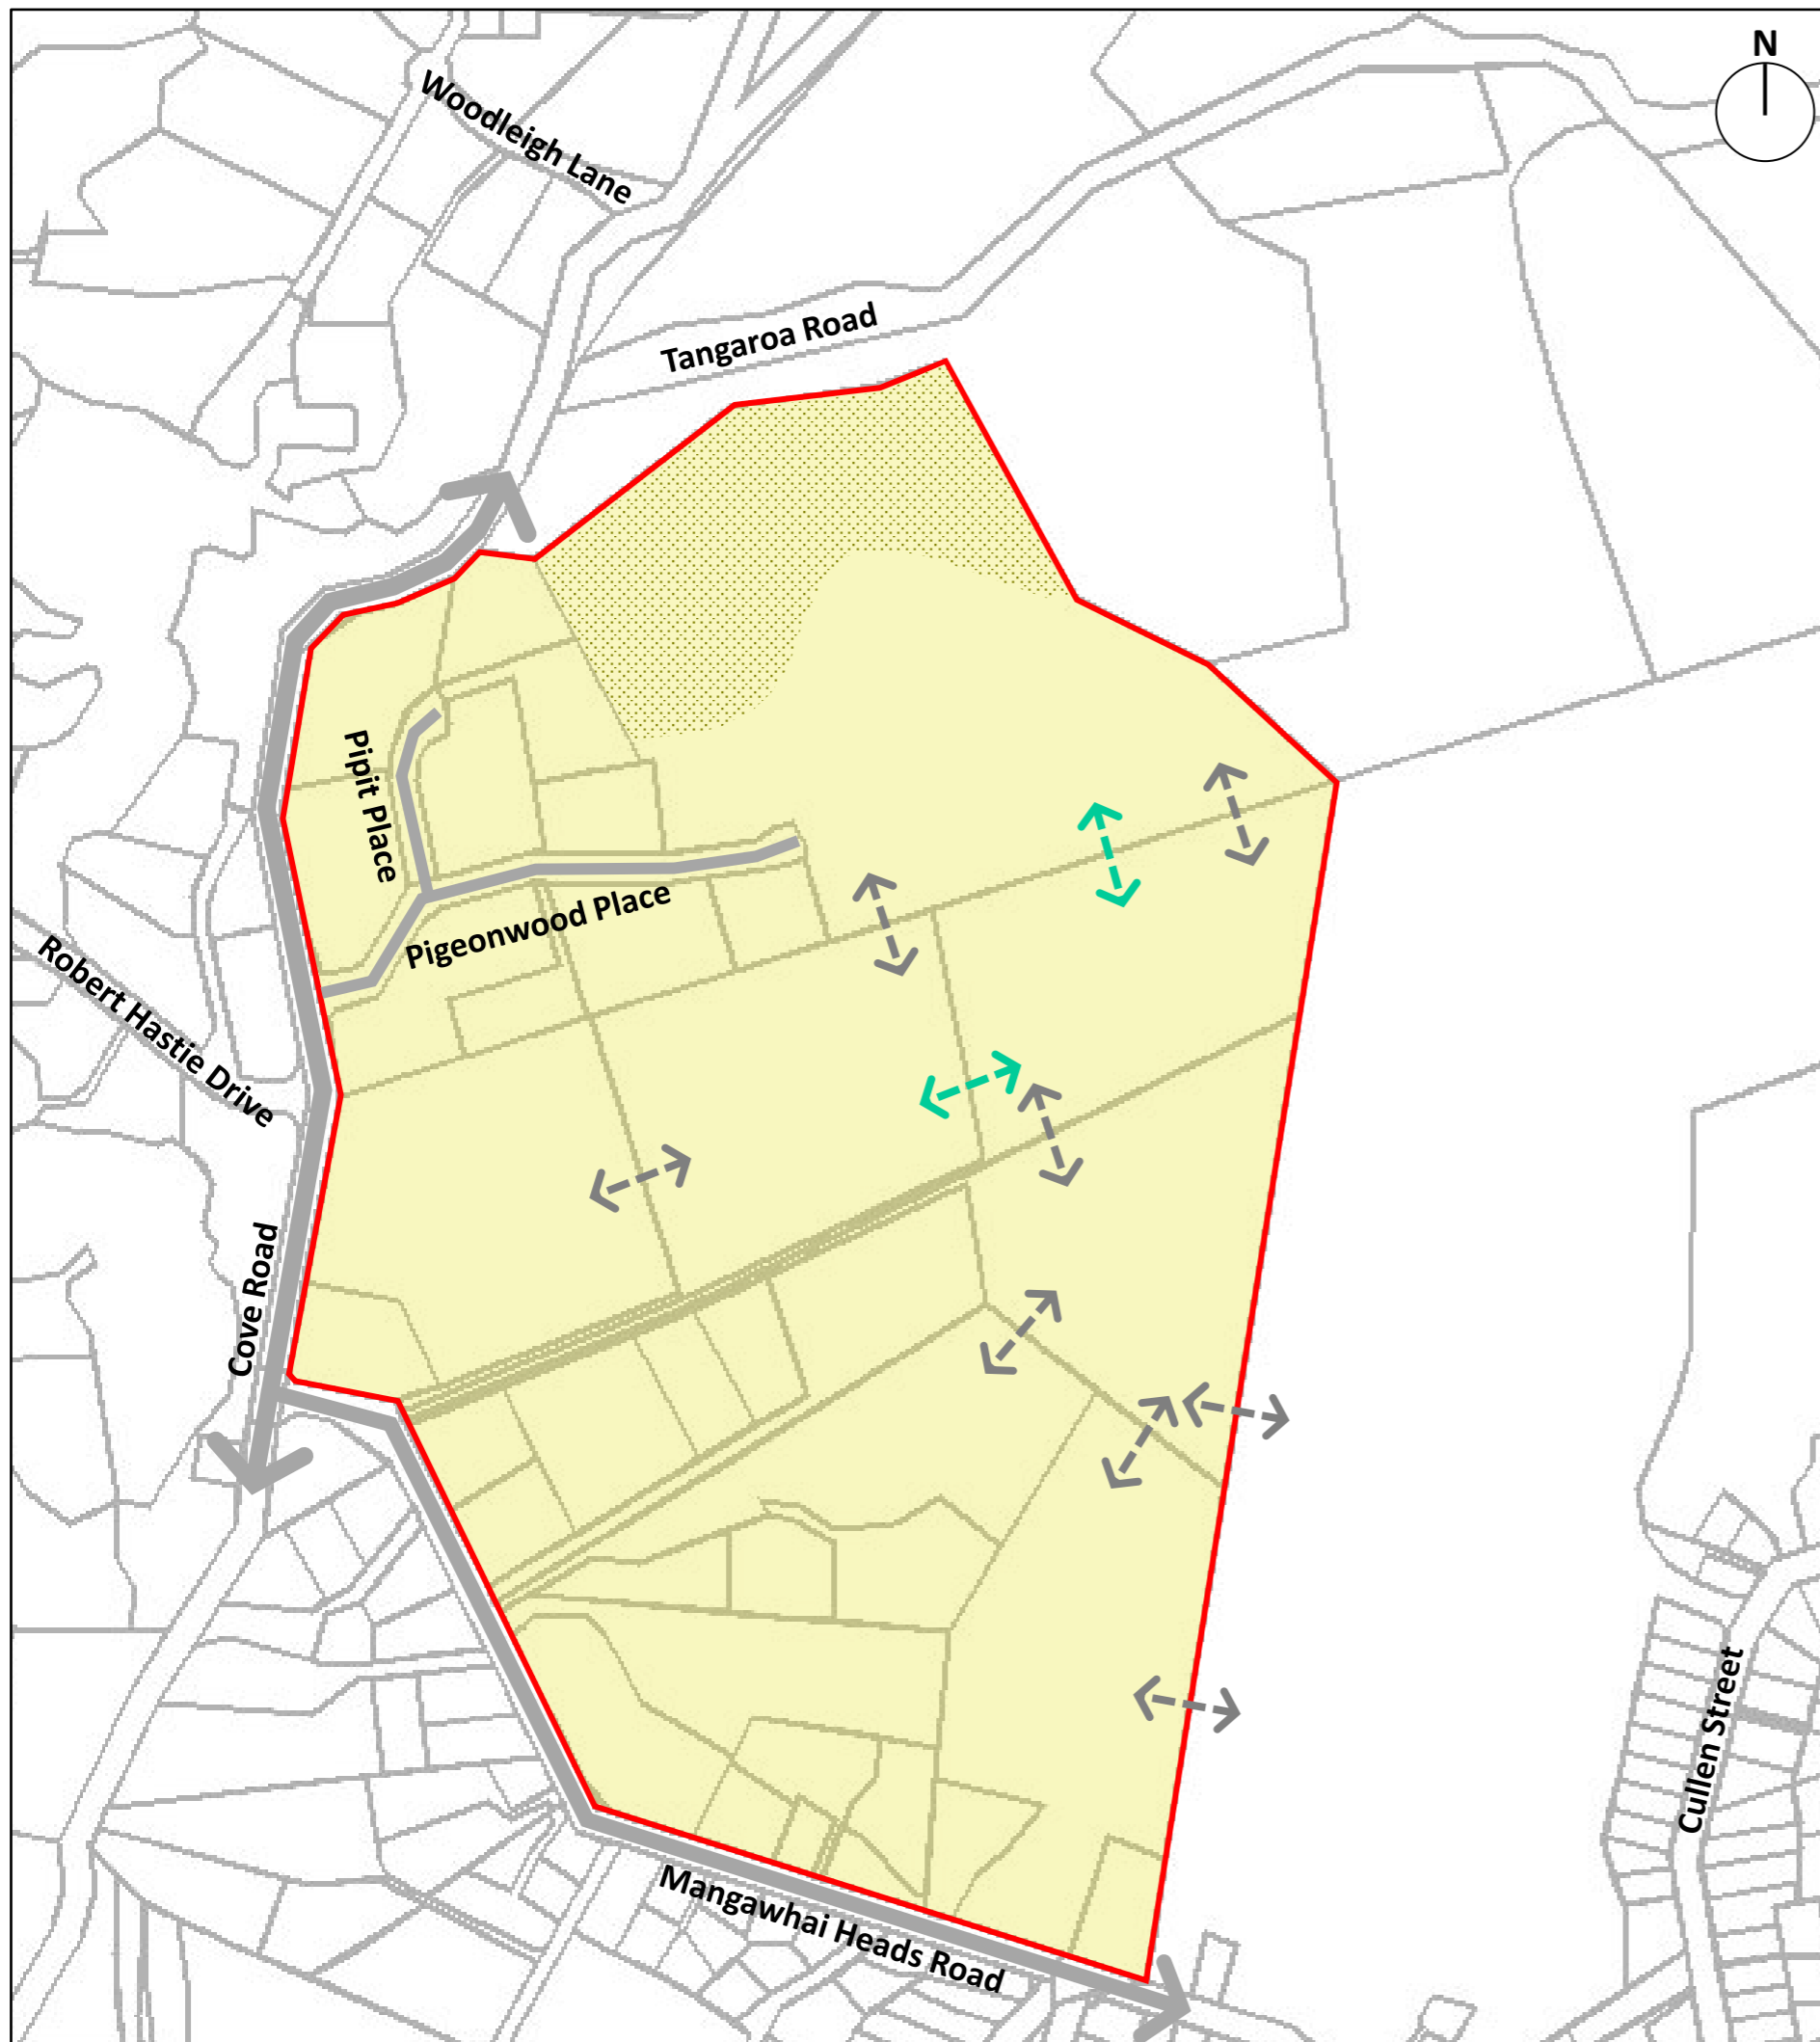 N
Woodleigh Lane
Tangaroa Road
Pipit Place
Pigeonwood Place
Robert Hastie Drive
Cove Road
Cullen Street
Mangawhai Heads Road